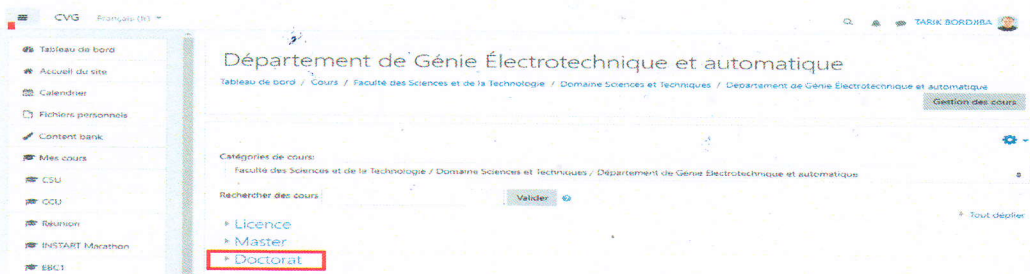 CVG Français (fr)
TARIK BORDJIBA
Tableau de bord
Accueil du site
Calendrier
Fichiers personnels
Content bank
Mes cours
CSU
CCU
Réunion
INSTART Marathon
EBC1
Département de Génie Électrotechnique et automatique
Tableau de bord / Cours / Faculté des Sciences et de la Technologie / Domaine Sciences et Techniques / Département de Génie Électrotechnique et automatique
Gestion des cours
Catégories de cours:
Faculté des Sciences et de la Technologie / Domaine Sciences et Techniques / Département de Génie Électrotechnique et automatique
Rechercher des cours
Valider
Tout déplier
Licence
Master
Doctorat